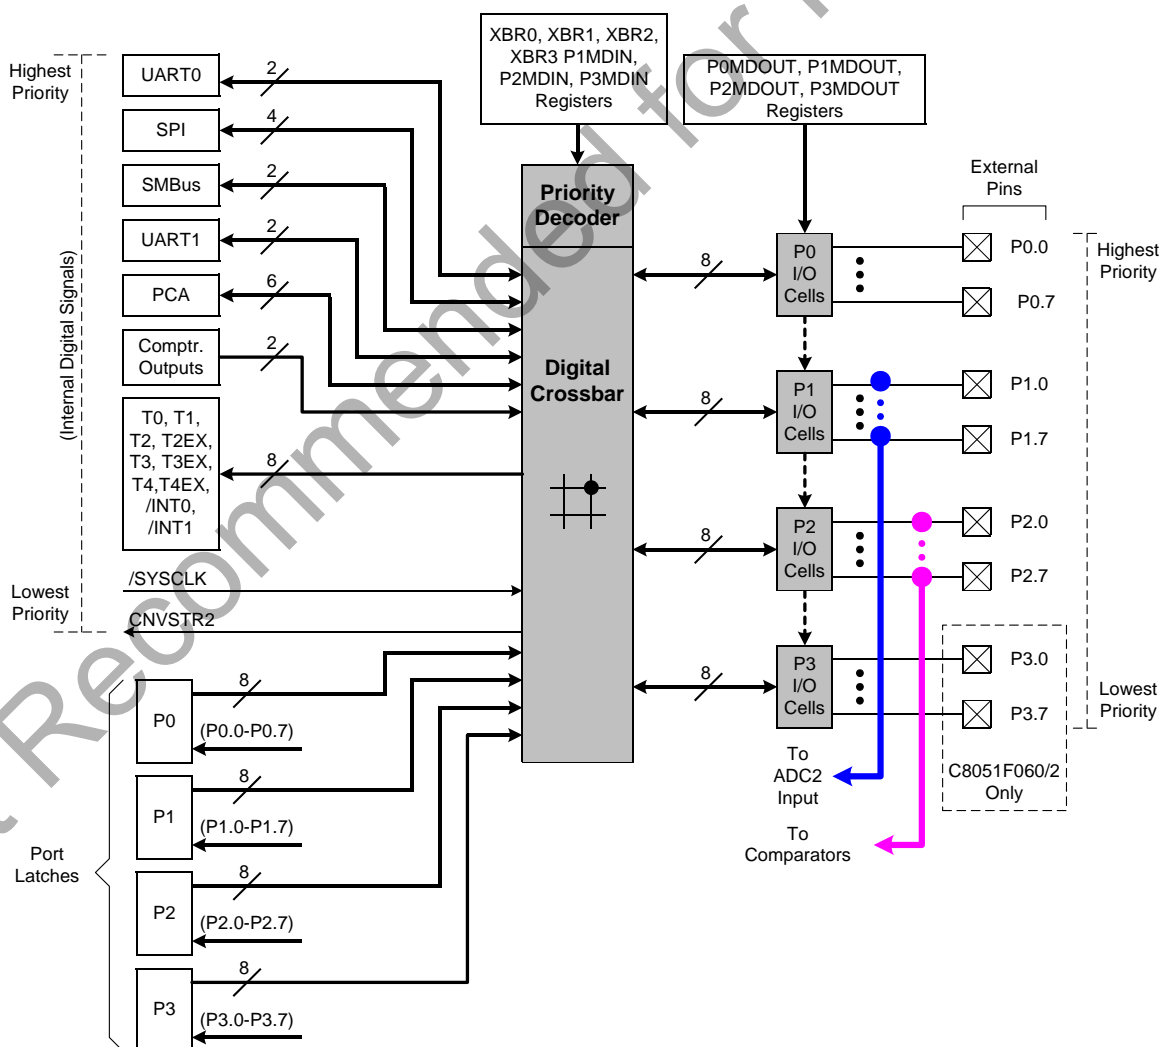 XBR0, XBR1, XBR2,
XBR3 P1MDIN,
P2MDIN, P3MDIN
Registers
P0MDOUT, P1MDOUT,
P2MDOUT, P3MDOUT
Registers
Highest
Priority
(Internal Digital Signals)
Lowest
Priority
UART0
2
SPI
4
SMBus
2
UART1
2
PCA
6
Comptr.
Outputs
2
T0, T1,
T2, T2EX,
T3, T3EX,
T4,T4EX,
/INT0,
/INT1
8
/SYSCLK
CNVSTR2
Port
Latches
P0
8
(P0.0-P0.7)
P1
8
(P1.0-P1.7)
P2
8
(P2.0-P2.7)
P3
8
(P3.0-P3.7)
Priority
Decoder
Digital
Crossbar
8
8
8
8
P0
I/O
Cells
P1
I/O
Cells
P2
I/O
Cells
P3
I/O
Cells
External
Pins
P0.0
P0.7
P1.0
P1.7
P2.0
P2.7
P3.0
P3.7
C8051F060/2
Only
Highest
Priority
Lowest
Priority
To
ADC2
Input
To
Comparators
Recommended for